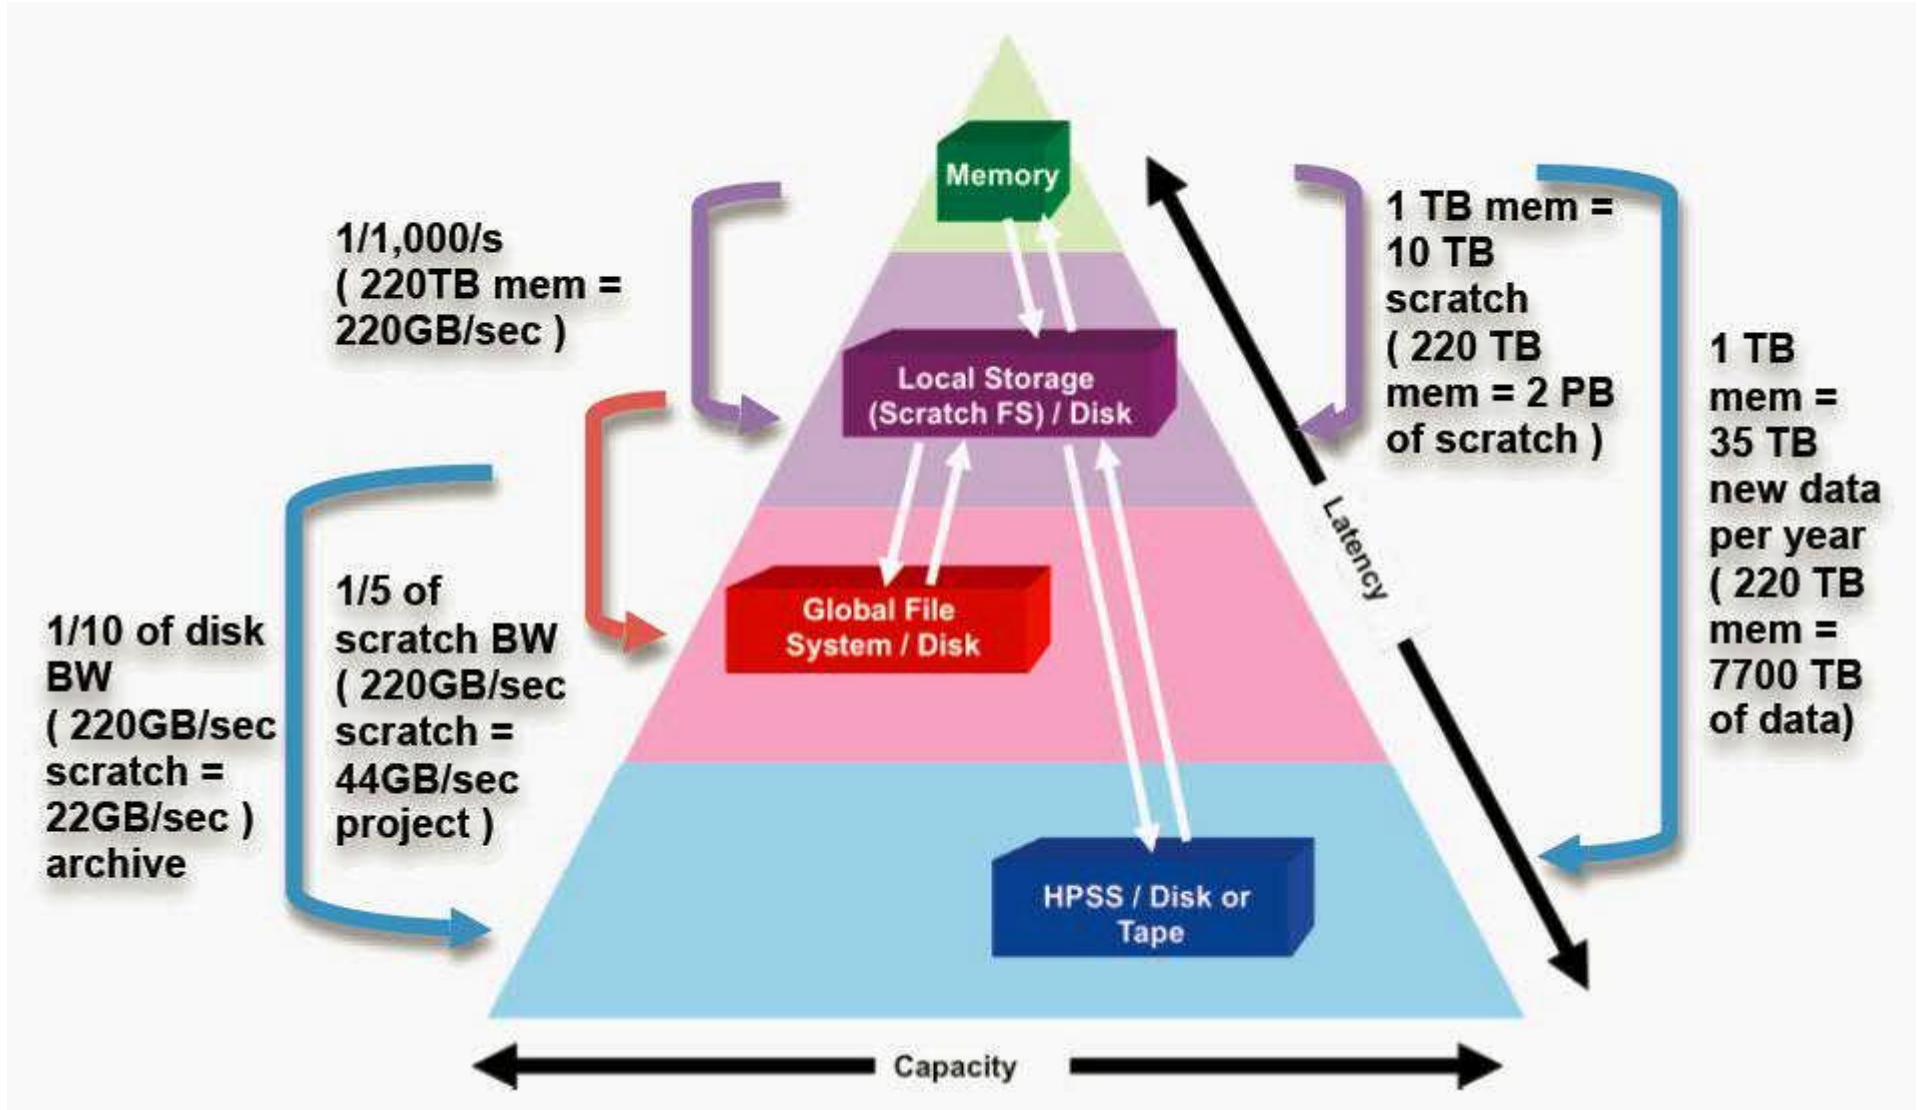 Memory
1/1,000/s
( 220TB mem =
220GB/sec )
1 TB mem =
10 TB
scratch
( 220 TB
mem = 2 PB
of scratch )
1 TB
mem =
35 TB
new data
per year
( 220 TB
mem =
7700 TB
of data)
Local Storage
(Scratch FS) / Disk
Latency
1/10 of disk
BW
( 220GB/sec
scratch =
22GB/sec )
archive
1/5 of
scratch BW
( 220GB/sec
scratch =
44GB/sec
project )
Global File
System / Disk
HPSS / Disk or
Tape
Capacity